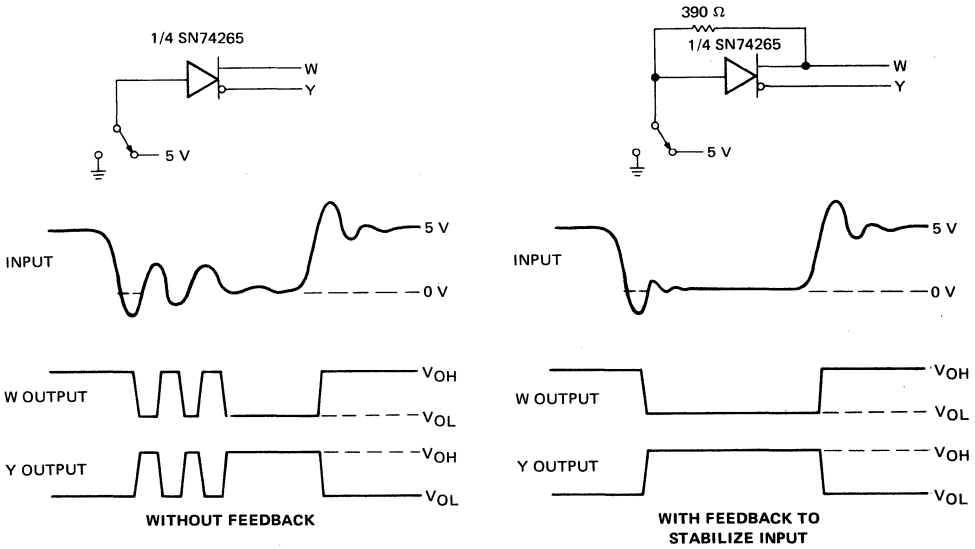 1/4 SN74265
W
Y
5 V
INPUT
5 V
0 V
W OUTPUT
VOH
VOL
Y OUTPUT
VOH
VOL
WITHOUT FEEDBACK
390 Ω
1/4 SN74265
W
Y
5 V
INPUT
5 V
0 V
W OUTPUT
VOH
VOL
Y OUTPUT
VOH
VOL
WITH FEEDBACK TO
STABILIZE INPUT